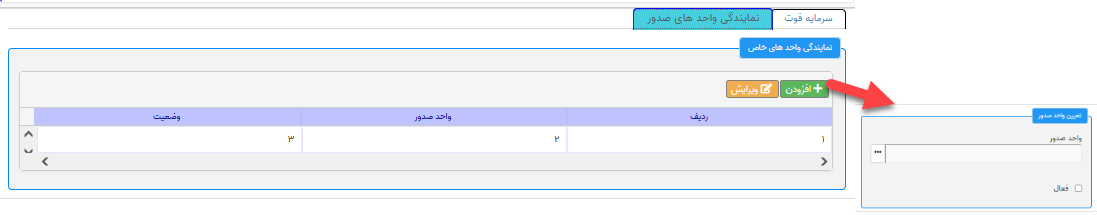 سرمایه فوت
نمایندگی واحد های صدور
نمایندگی واحد های خاص
افزودن
ویرایش
ردیف واحد صدور وضعیت
۱ ۲ ۳
تعیین واحد صدور
واحد صدور
...
فعال